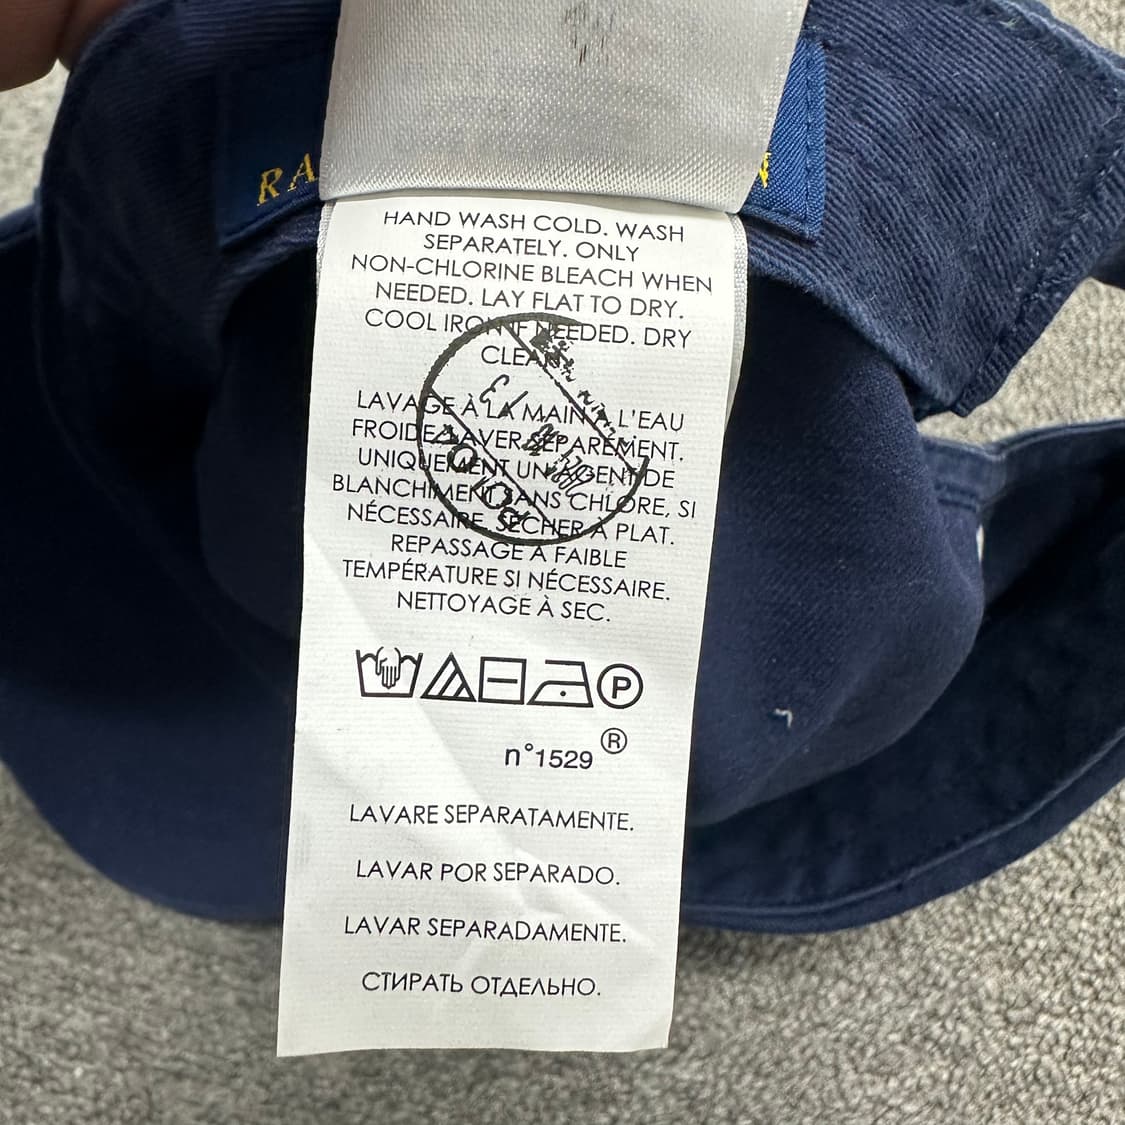 RA
HAND WASH COLD. WASH
SEPARATELY. ONLY
NON-CHLORINE BLEACH WHEN
NEEDED. LAY FLAT TO DRY.
COOL IRON IF NEEDED. DRY
CLEAN.
LAVAGE À LA MAIN À L'EAU
FROIDE. LAVER SÉPARÉMENT.
UNIQUEMENT UN AGENT DE
BLANCHIMENT SANS CHLORE, SI
NÉCESSAIRE. SÉCHER À PLAT.
REPASSAGE À FAIBLE
TEMPÉRATURE SI NÉCESSAIRE.
NETTOYAGE À SEC.
P
n°1529 ®
LAVARE SEPARATAMENTE.
LAVAR POR SEPARADO.
LAVAR SEPARADAMENTE.
СТИРАТЬ ОТДЕЛЬНО.